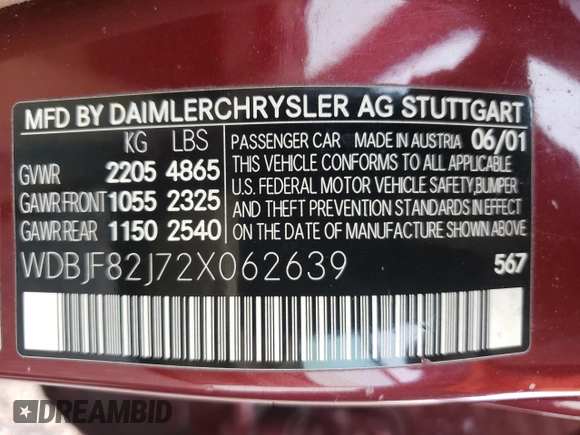 MFD BY DAIMLERCHRYSLER AG STUTTGART
KG LBS
GVWR 2205 4865
GAWR FRONT 1055 2325
GAWR REAR 1150 2540
PASSENGER CAR MADE IN AUSTRIA 06/01
THIS VEHICLE CONFORMS TO ALL APPLICABLE
U.S. FEDERAL MOTOR VEHICLE SAFETY, BUMPER
AND THEFT PREVENTION STANDARDS IN EFFECT
ON THE DATE OF MANUFACTURE SHOWN ABOVE.
WDBJF82J72X062639 567
DREAMBID